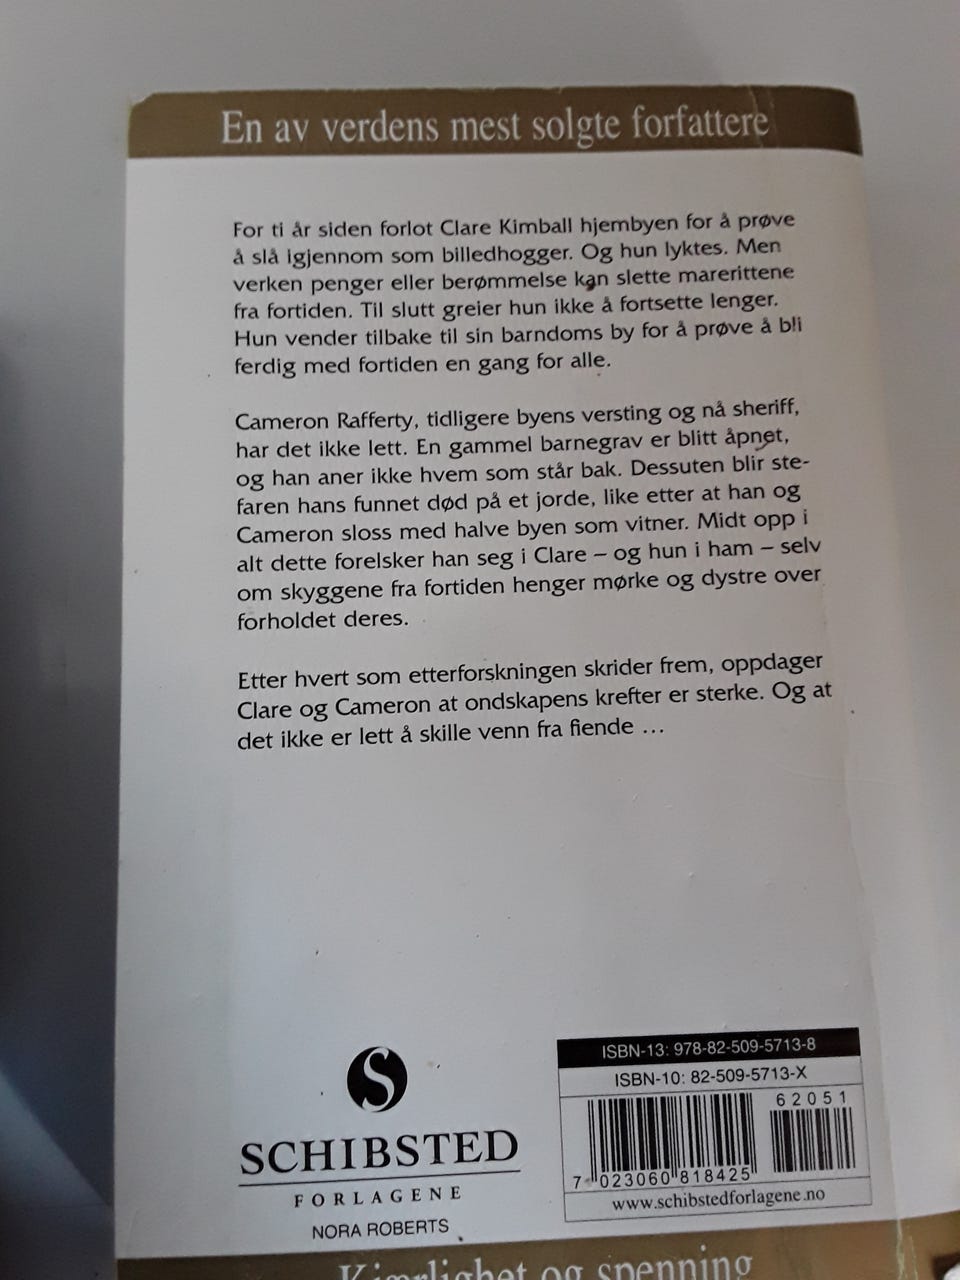 En av verdens mest solgte forfattere
For ti år siden forlot Clare Kimball hjembyen for å prøve
å slå igjennom som billedhogger. Og hun lyktes. Men
verken penger eller berømmelse kan slette marerittene
fra fortiden. Til slutt greier hun ikke å fortsette lenger.
Hun vender tilbake til sin barndoms by for å prøve å bli
ferdig med fortiden en gang for alle.
Cameron Rafferty, tidligere byens versting og nå sheriff,
har det ikke lett. En gammel barnegrav er blitt åpnet,
og han aner ikke hvem som står bak. Dessuten blir ste-
faren hans funnet død på et jorde, like etter at han og
Cameron sloss med halve byen som vitner. Midt opp i
alt dette forelsker han seg i Clare – og hun i ham – selv
om skyggene fra fortiden henger mørke og dystre over
forholdet deres.
Etter hvert som etterforskningen skrider frem, oppdager
Clare og Cameron at ondskapens krefter er sterke. Og at
det ikke er lett å skille venn fra fiende ...
S
SCHIBSTED
FORLAGENE
NORA ROBERTS
ISBN-13: 978-82-509-5713-8
ISBN-10: 82-509-5713-X
62051
7 023060 818425
www.schibstedforlagene.no
Kjærlighet og spenning